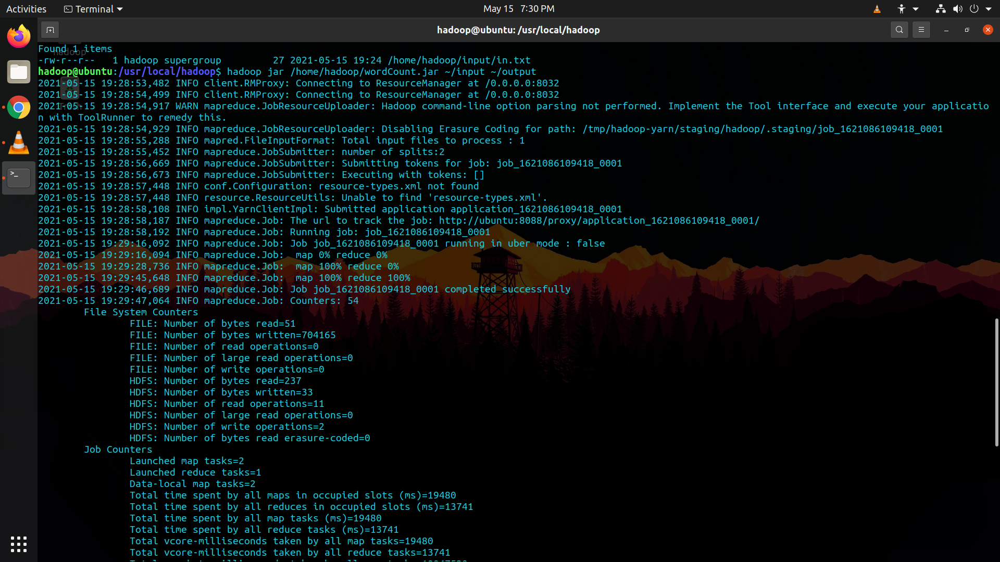 Activities
Terminal
May 15 7:30 PM
hadoop@ubuntu: /usr/local/hadoop
hadoop
Found 1 items
-rw-r--r--   1 hadoop supergroup         27 2021-05-15 19:24 /home/hadoop/input/in.txt
hadoop@ubuntu:/usr/local/hadoop$ hadoop jar /home/hadoop/wordCount.jar ~/input ~/output
2021-05-15 19:28:53,482 INFO client.RMProxy: Connecting to ResourceManager at /0.0.0.0:8032
2021-05-15 19:28:54,499 INFO client.RMProxy: Connecting to ResourceManager at /0.0.0.0:8032
2021-05-15 19:28:54,917 WARN mapreduce.JobResourceUploader: Hadoop command-line option parsing not performed. Implement the Tool interface and execute your applicatio
n with ToolRunner to remedy this.
2021-05-15 19:28:54,929 INFO mapreduce.JobResourceUploader: Disabling Erasure Coding for path: /tmp/hadoop-yarn/staging/hadoop/.staging/job_1621086109418_0001
2021-05-15 19:28:55,288 INFO mapred.FileInputFormat: Total input files to process : 1
2021-05-15 19:28:55,452 INFO mapreduce.JobSubmitter: number of splits:2
2021-05-15 19:28:56,669 INFO mapreduce.JobSubmitter: Submitting tokens for job: job_1621086109418_0001
2021-05-15 19:28:56,673 INFO mapreduce.JobSubmitter: Executing with tokens: []
2021-05-15 19:28:57,448 INFO conf.Configuration: resource-types.xml not found
2021-05-15 19:28:57,448 INFO resource.ResourceUtils: Unable to find 'resource-types.xml'.
2021-05-15 19:28:58,108 INFO impl.YarnClientImpl: Submitted application application_1621086109418_0001
2021-05-15 19:28:58,187 INFO mapreduce.Job: The url to track the job: http://ubuntu:8088/proxy/application_1621086109418_0001/
2021-05-15 19:28:58,192 INFO mapreduce.Job: Running job: job_1621086109418_0001
2021-05-15 19:29:16,092 INFO mapreduce.Job: Job job_1621086109418_0001 running in uber mode : false
2021-05-15 19:29:16,094 INFO mapreduce.Job:  map 0% reduce 0%
2021-05-15 19:29:28,736 INFO mapreduce.Job:  map 100% reduce 0%
2021-05-15 19:29:45,648 INFO mapreduce.Job:  map 100% reduce 100%
2021-05-15 19:29:46,689 INFO mapreduce.Job: Job job_1621086109418_0001 completed successfully
2021-05-15 19:29:47,064 INFO mapreduce.Job: Counters: 54
File System Counters
FILE: Number of bytes read=51
FILE: Number of bytes written=704165
FILE: Number of read operations=0
FILE: Number of large read operations=0
FILE: Number of write operations=0
HDFS: Number of bytes read=237
HDFS: Number of bytes written=33
HDFS: Number of read operations=11
HDFS: Number of large read operations=0
HDFS: Number of write operations=2
HDFS: Number of bytes read erasure-coded=0
Job Counters
Launched map tasks=2
Launched reduce tasks=1
Data-local map tasks=2
Total time spent by all maps in occupied slots (ms)=19480
Total time spent by all reduces in occupied slots (ms)=13741
Total time spent by all map tasks (ms)=19480
Total time spent by all reduce tasks (ms)=13741
Total vcore-milliseconds taken by all map tasks=19480
Total vcore-milliseconds taken by all reduce tasks=13741